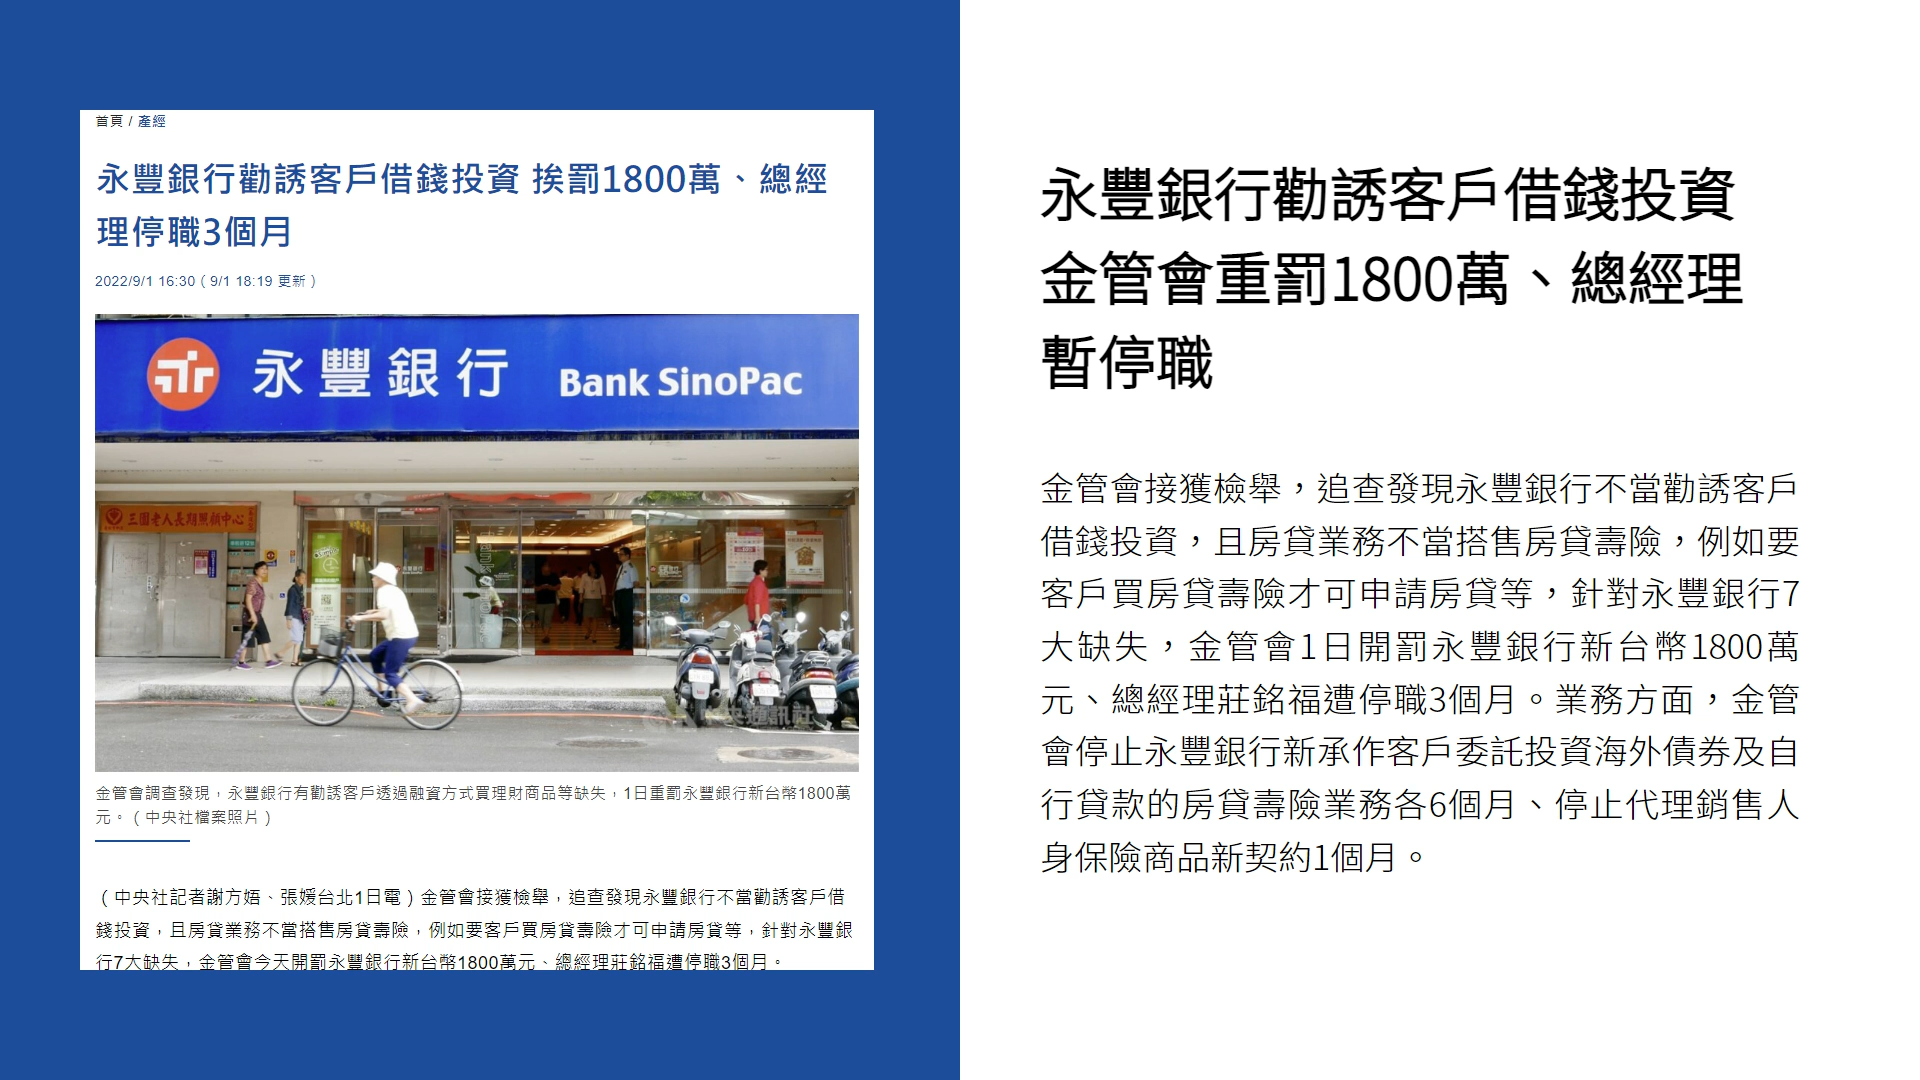 首頁 / 產經
永豐銀行勸誘客戶借錢投資 挨罰1800萬、總經
理停職3個月
2022/9/1 16:30（9/1 18:19 更新）
永豐銀行 Bank SinoPac
三園老人長期照顧中心
金管會調查發現，永豐銀行有勸誘客戶透過融資方式買理財商品等缺失，1日重罰永豐銀行新台幣1800萬
元。（中央社檔案照片）
（中央社記者謝方娪、張媛台北1日電）金管會接獲檢舉，追查發現永豐銀行不當勸誘客戶借
錢投資，且房貸業務不當搭售房貸壽險，例如要客戶買房貸壽險才可申請房貸等，針對永豐銀
行7大缺失，金管會今天開罰永豐銀行新台幣1800萬元、總經理莊銘福遭停職3個月。
永豐銀行勸誘客戶借錢投資
金管會重罰1800萬、總經理
暫停職
金管會接獲檢舉，追查發現永豐銀行不當勸誘客戶
借錢投資，且房貸業務不當搭售房貸壽險，例如要
客戶買房貸壽險才可申請房貸等，針對永豐銀行7
大缺失，金管會1日開罰永豐銀行新台幣1800萬
元、總經理莊銘福遭停職3個月。業務方面，金管
會停止永豐銀行新承作客戶委託投資海外債券及自
行貸款的房貸壽險業務各6個月、停止代理銷售人
身保險商品新契約1個月。